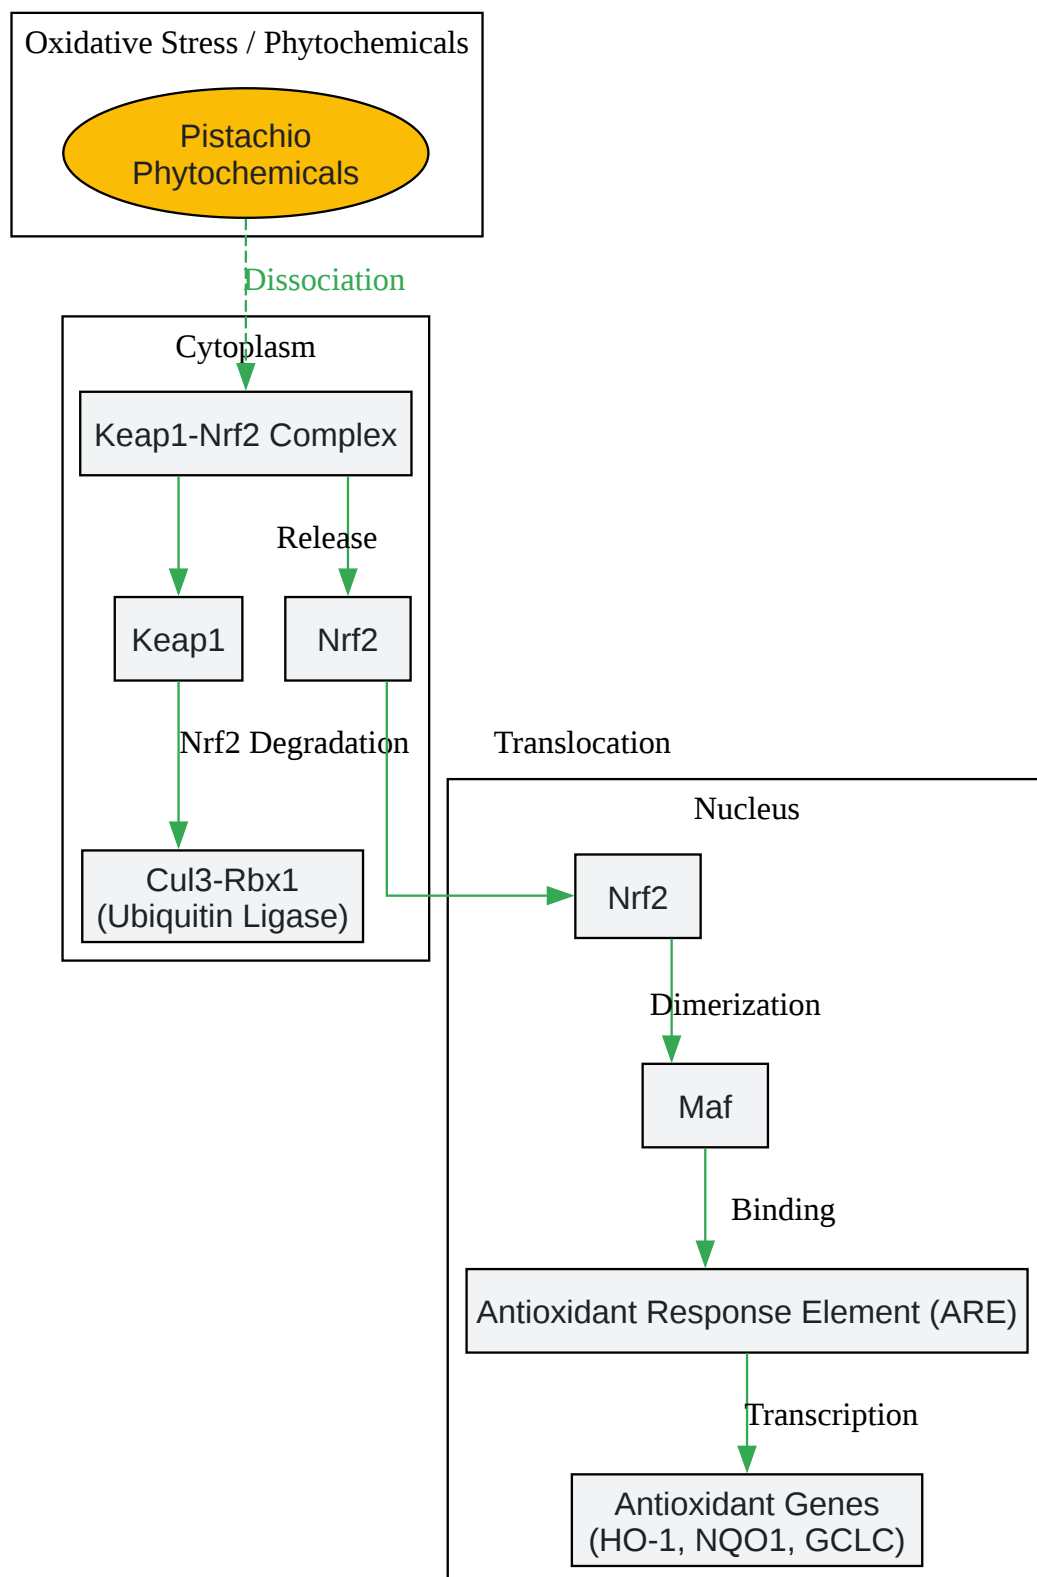 Oxidative Stress / Phytochemicals
Pistachio
Phytochemicals
Dissociation
Cytoplasm
Keap1-Nrf2 Complex
Release
Keap1
Nrf2
Nrf2 Degradation
Translocation
Nucleus
Cul3-Rbx1
(Ubiquitin Ligase)
Nrf2
Dimerization
Maf
Binding
Antioxidant Response Element (ARE)
Transcription
Antioxidant Genes
(HO-1, NQO1, GCLC)